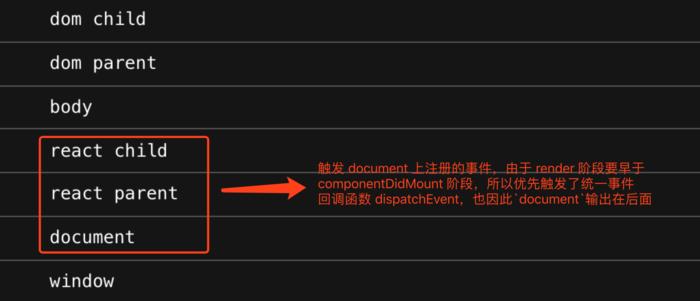 dom child
dom parent
body
react child
react parent
document
window
触发 document 上注册的事件，由于 render 阶段要早于
componentDidMount 阶段，所以优先触发了统一事件
回调函数 dispatchEvent，也因此`document`输出在后面